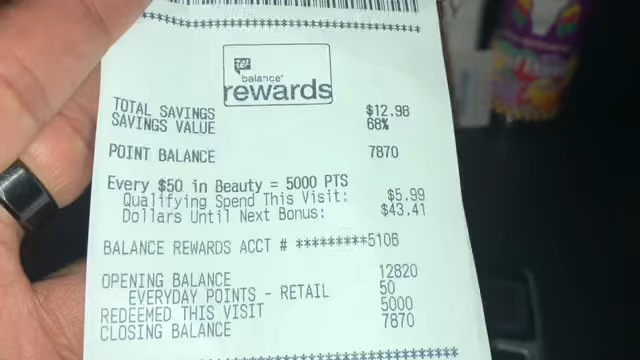 ****************************************
balance®
rewards
TOTAL SAVINGS $12.98
SAVINGS VALUE 68%
POINT BALANCE 7870
Every $50 in Beauty = 5000 PTS
Qualifying Spend This Visit: $5.99
Dollars Until Next Bonus: $43.41
BALANCE REWARDS ACCT # *********5106
OPENING BALANCE 12820
EVERYDAY POINTS - RETAIL 50
REDEEMED THIS VISIT 5000
CLOSING BALANCE 7870
****************************************